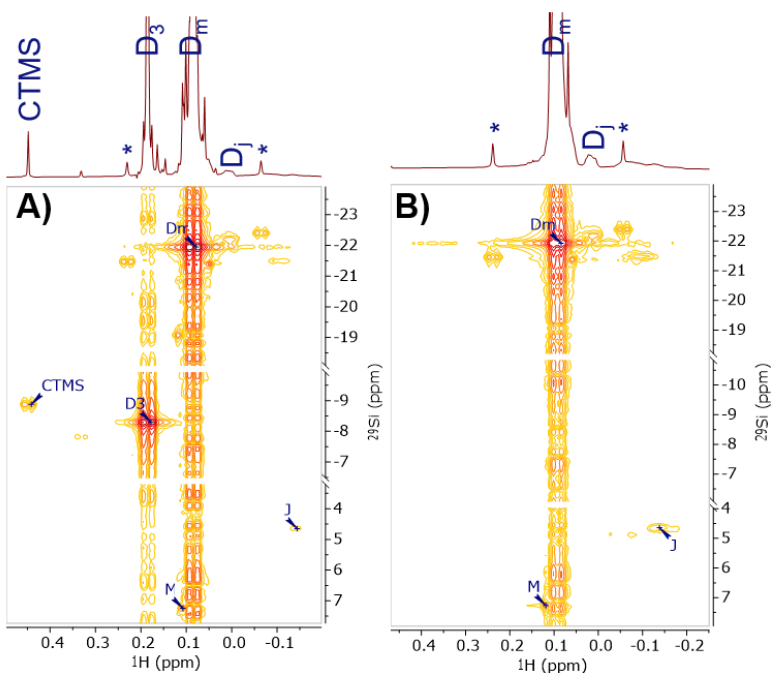 CTMS
*
D3
Dm
Dj
*
A)
Dm
-23
-22
-21
-20
-19
CTMS
D3
-9
-8
-7
29Si (ppm)
J
M
4
5
6
7
0.4 0.3 0.2 0.1 0.0 -0.1
1H (ppm)
*
Dm
Dj
*
B)
Dm
-23
-22
-21
-20
-19
-10
-9
-8
-7
29Si (ppm)
J
M
4
5
6
7
0.4 0.3 0.2 0.1 0.0 -0.1 -0.2
1H (ppm)